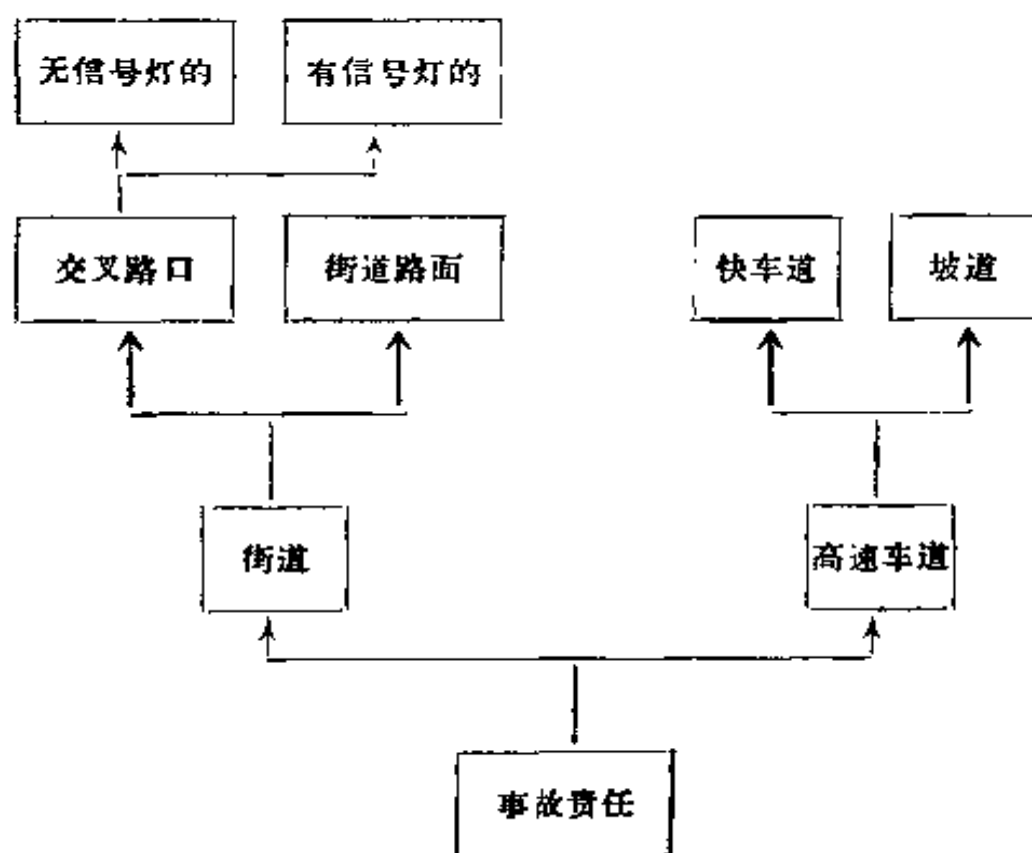 无信号灯的
有信号灯的
交叉路口
街道路面
快车道
坡道
街道
高速车道
事故责任